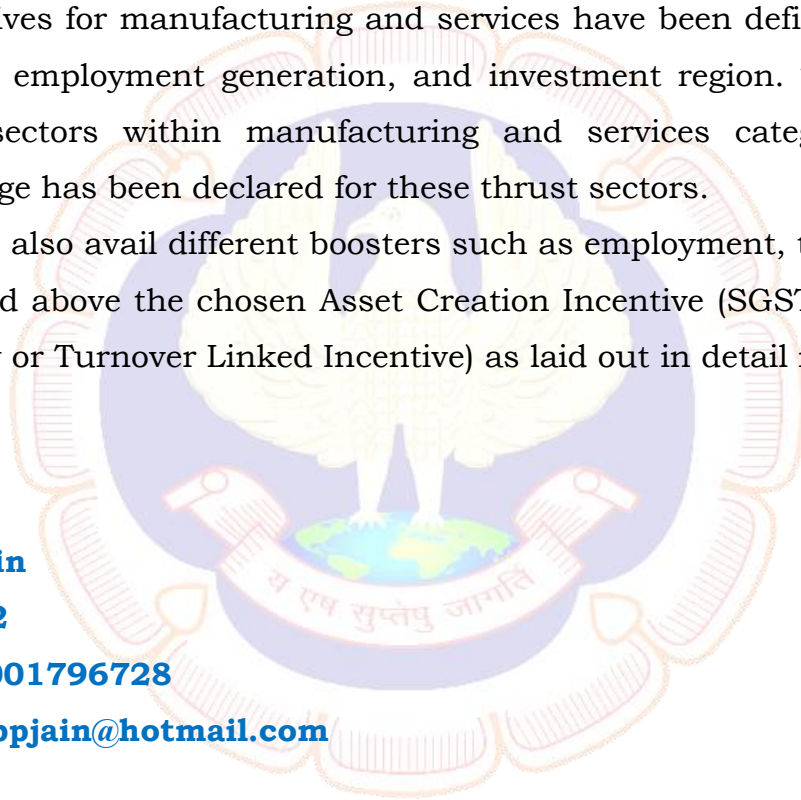 ives for manufacturing and services have been defi
employment generation, and investment region.
sectors within manufacturing and services cate
ge has been declared for these thrust sectors.
also avail different boosters such as employment, t
d above the chosen Asset Creation Incentive (SGST
or Turnover Linked Incentive) as laid out in detail
य एष सुप्तेषु जागर्ति
in
2
001796728
ppjain@hotmail.com